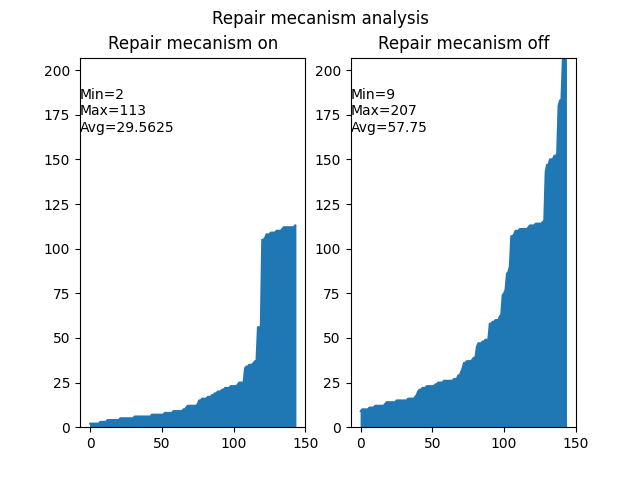 Repair mecanism analysis
Repair mecanism on
Repair mecanism off
200
175
150
125
100
75
50
25
0
Min=2
Max=113
Avg=29.5625
0
50
100
150
200
175
150
125
100
75
50
25
0
Min=9
Max=207
Avg=57.75
0
50
100
150